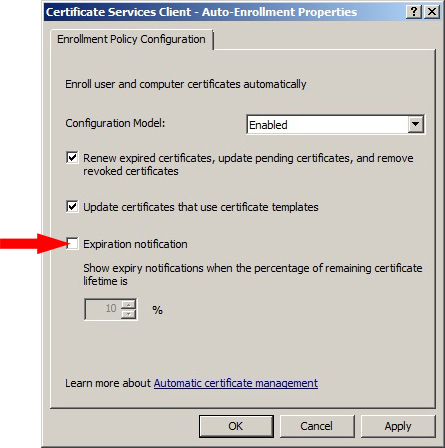 Certificate Services Client - Auto-Enrollment Properties
Enrollment Policy Configuration
Enroll user and computer certificates automatically
Configuration Model: Enabled
Renew expired certificates, update pending certificates, and remove
revoked certificates
Update certificates that use certificate templates
Expiration notification
Show expiry notifications when the percentage of remaining certificate
lifetime is
10 %
Learn more about Automatic certificate management
OK Cancel Apply